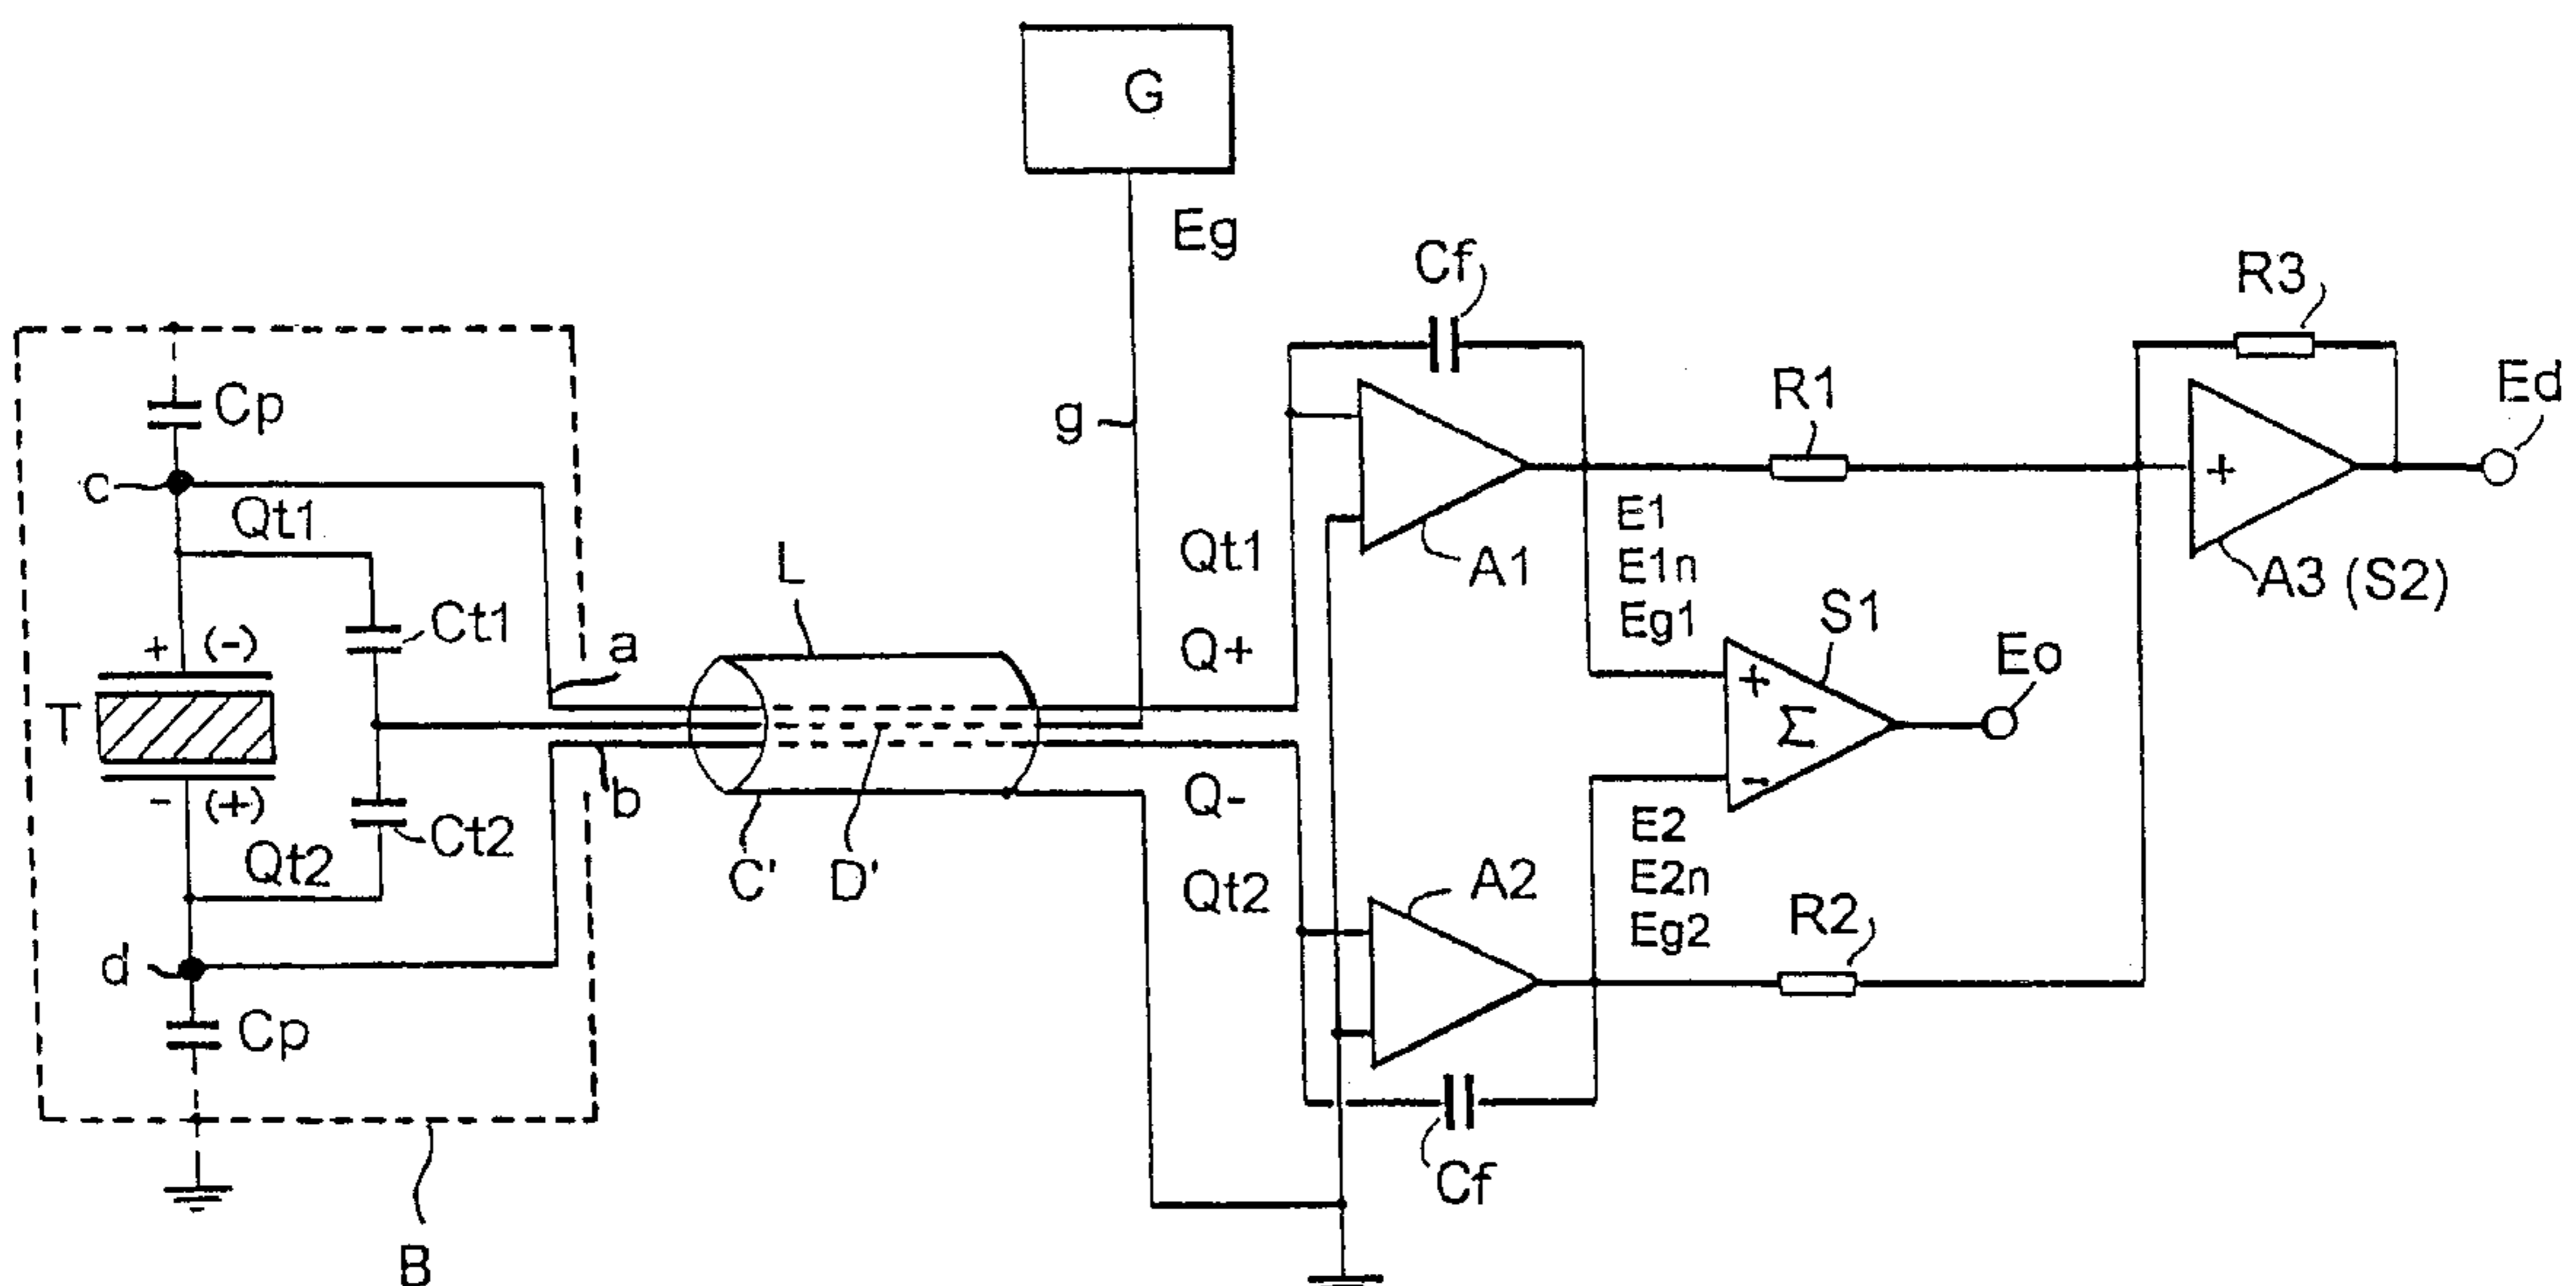 G
Eg
Cf
R3
Cp
g
R1
Ed
+
c
Qt1
L
Qt1
A1
E1
E1n
Eg1
A3 (S2)
S1
Ct1
a
Q+
+ (-)
+
Σ
-
Eo
T
- (+)
b
Q-
Ct2
C'
D'
Qt2
Qt2
A2
E2
E2n
Eg2
R2
d
Cp
Cf
B